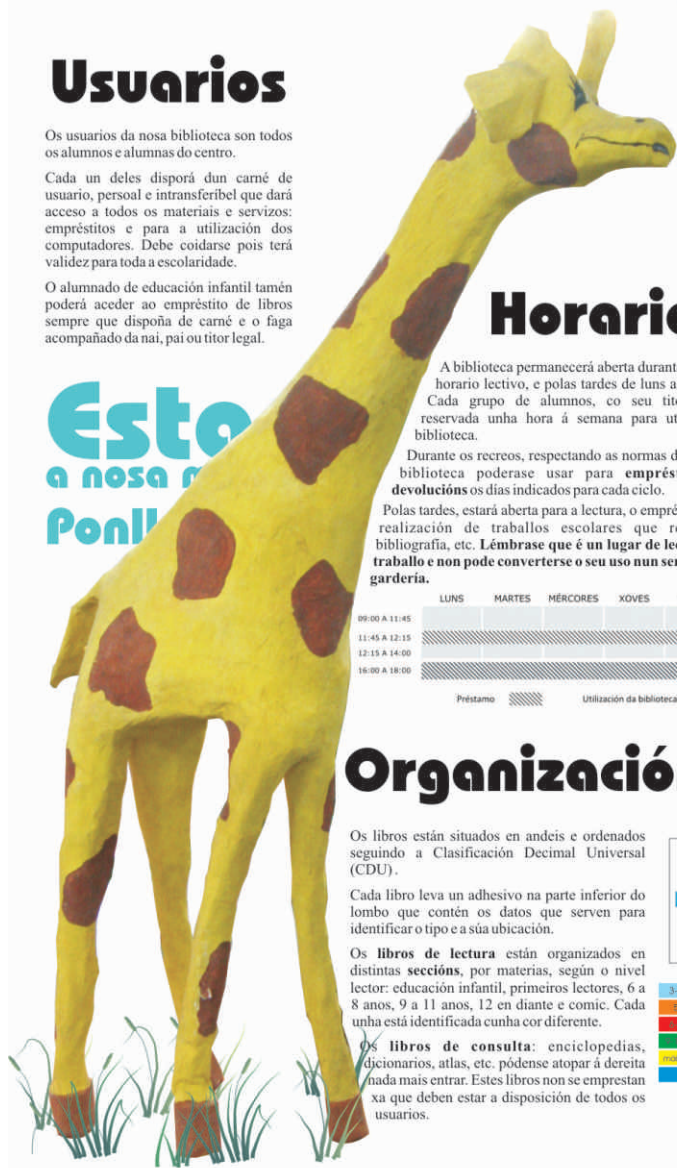 Usuarios
Os usuarios da nosa biblioteca son todos
os alumnos e alumnas do centro.
Cada un deles disporá dun carné de
usuario, persoal e intransferíbel que dará
acceso a todos os materiais e servizos:
empréstitos e para a utilización dos
computadores. Debe coidarse pois terá
validez para toda a escolaridade.
O alumnado de educación infantil tamén
poderá aceder ao empréstito de libros
sempre que dispoña de carné e o faga
acompañado da nai, pai ou titor legal.
Esta
a nosa m
Ponll
Horario
A biblioteca permanecerá aberta durant
horario lectivo, e polas tardes de luns a
Cada grupo de alumnos, co seu tit
reservada unha hora á semana para ut
biblioteca.
Durante os recreos, respectando as normas d
biblioteca poderase usar para emprést
devolucións os días indicados para cada ciclo.
Polas tardes, estará aberta para a lectura, o empré
realización de traballos escolares que re
bibliografía, etc. Lémbrase que é un lugar de lec
traballo e non pode converterse o seu uso nun ser
gardería.
LUNS MARTES MÉRCORES XOVES
09:00 A 11:45
11:45 A 12:15
12:15 A 14:00
16:00 A 18:00
Préstamo Utilización da biblioteca
Organizació
Os libros están situados en andeis e ordenados
seguindo a Clasificación Decimal Universal
(CDU).
Cada libro leva un adhesivo na parte inferior do
lombo que contén os datos que serven para
identificar o tipo e a súa ubicación.
Os libros de lectura están organizados en
distintas seccións, por materias, según o nivel
lector: educación infantil, primeiros lectores, 6 a
8 anos, 9 a 11 anos, 12 en diante e comic. Cada
unha está identificada cunha cor diferente.
Os libros de consulta: enciclopedias,
dicionarios, atlas, etc. pódense atopar á dereita
nada mais entrar. Estes libros non se emprestan
xa que deben estar a disposición de todos os
usuarios.